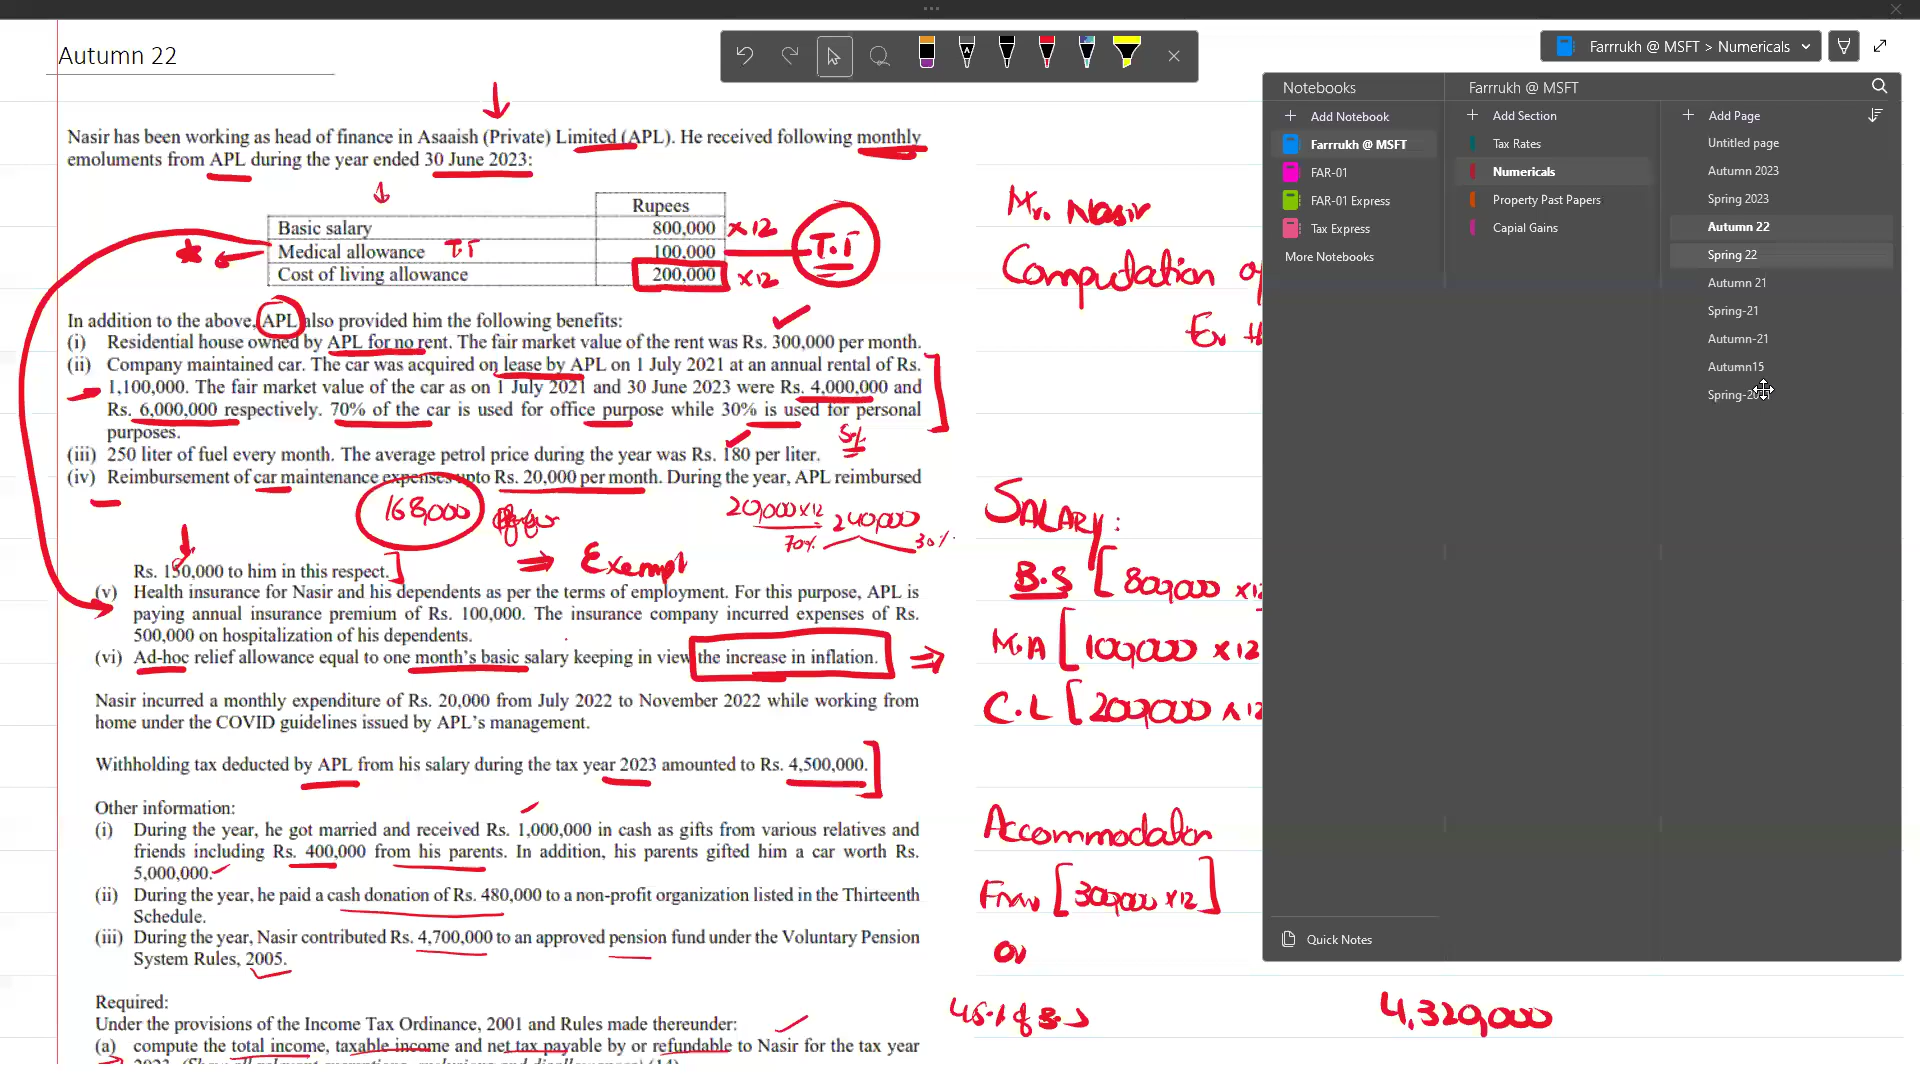 Autumn 22
Farrrukh @ MSFT > Numericals
Notebooks
Farrrukh @ MSFT
Add Notebook
Add Section
Add Page
Farrrukh @ MSFT
FAR-01
FAR-01 Express
Tax Express
More Notebooks
Quick Notes
Tax Rates
Numericals
Property Past Papers
Capial Gains
Untitled page
Autumn 2023
Spring 2023
Autumn 22
Spring 22
Autumn 21
Spring-21
Autumn-21
Autumn15
Spring-20
Nasir has been working as head of finance in Asaaish (Private) Limited (APL). He received following monthly
emoluments from APL during the year ended 30 June 2023:
Rupees
Basic salary 800,000 x12
Medical allowance T.T 100,000 T.T
Cost of living allowance 200,000 x12
In addition to the above, APL also provided him the following benefits:
(i) Residential house owned by APL for no rent. The fair market value of the rent was Rs. 300,000 per month.
(ii) Company maintained car. The car was acquired on lease by APL on 1 July 2021 at an annual rental of Rs.
1,100,000. The fair market value of the car as on 1 July 2021 and 30 June 2023 were Rs. 4,000,000 and
Rs. 6,000,000 respectively. 70% of the car is used for office purpose while 30% is used for personal
purposes.
5%
(iii) 250 liter of fuel every month. The average petrol price during the year was Rs. 180 per liter.
(iv) Reimbursement of car maintenance expenses upto Rs. 20,000 per month. During the year, APL reimbursed
168,000
20,000x12 240,000
70% 30%
=> Exempt
Rs. 150,000 to him in this respect.
(v) Health insurance for Nasir and his dependents as per the terms of employment. For this purpose, APL is
paying annual insurance premium of Rs. 100,000. The insurance company incurred expenses of Rs.
500,000 on hospitalization of his dependents.
(vi) Ad-hoc relief allowance equal to one month's basic salary keeping in view the increase in inflation. =>
Nasir incurred a monthly expenditure of Rs. 20,000 from July 2022 to November 2022 while working from
home under the COVID guidelines issued by APL's management.
Withholding tax deducted by APL from his salary during the tax year 2023 amounted to Rs. 4,500,000.
Other information:
(i) During the year, he got married and received Rs. 1,000,000 in cash as gifts from various relatives and
friends including Rs. 400,000 from his parents. In addition, his parents gifted him a car worth Rs.
5,000,000.
(ii) During the year, he paid a cash donation of Rs. 480,000 to a non-profit organization listed in the Thirteenth
Schedule.
(iii) During the year, Nasir contributed Rs. 4,700,000 to an approved pension fund under the Voluntary Pension
System Rules, 2005.
Required:
Under the provisions of the Income Tax Ordinance, 2001 and Rules made thereunder:
(a) compute the total income, taxable income and net tax payable by or refundable to Nasir for the tax year
Mr. Nasir
Computation of
SALARY:
B.S [800,000 x12
M.A [100,000 x12
C.L [200,000 x12
Accommodation
[300,000 x12]
or
45% of B.S
4,320,000